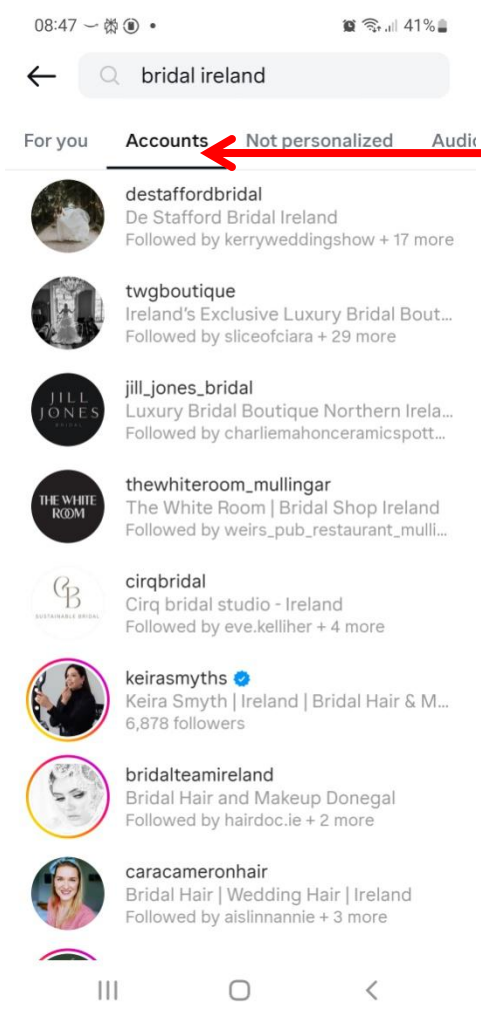 08:47
41%
bridal ireland
For you Accounts Not personalized Audio
destaffordbridal
De Stafford Bridal Ireland
Followed by kerryweddingshow + 17 more
twgboutique
Ireland's Exclusive Luxury Bridal Bout...
Followed by sliceofciara + 29 more
JILL
JONES
BRIDAL
jill_jones_bridal
Luxury Bridal Boutique Northern Irela...
Followed by charliemahonceramicspott...
THE WHITE
ROOM
thewhiteroom_mullingar
The White Room | Bridal Shop Ireland
Followed by weirs_pub_restaurant_mulli...
CB
SUSTAINABLE BRIDAL
cirqbridal
Cirq bridal studio - Ireland
Followed by eve.kelliher + 4 more
keirasmyths
Keira Smyth | Ireland | Bridal Hair & M...
6,878 followers
bridalteamireland
Bridal Hair and Makeup Donegal
Followed by hairdoc.ie + 2 more
caracameronhair
Bridal Hair | Wedding Hair | Ireland
Followed by aislinnannie + 3 more